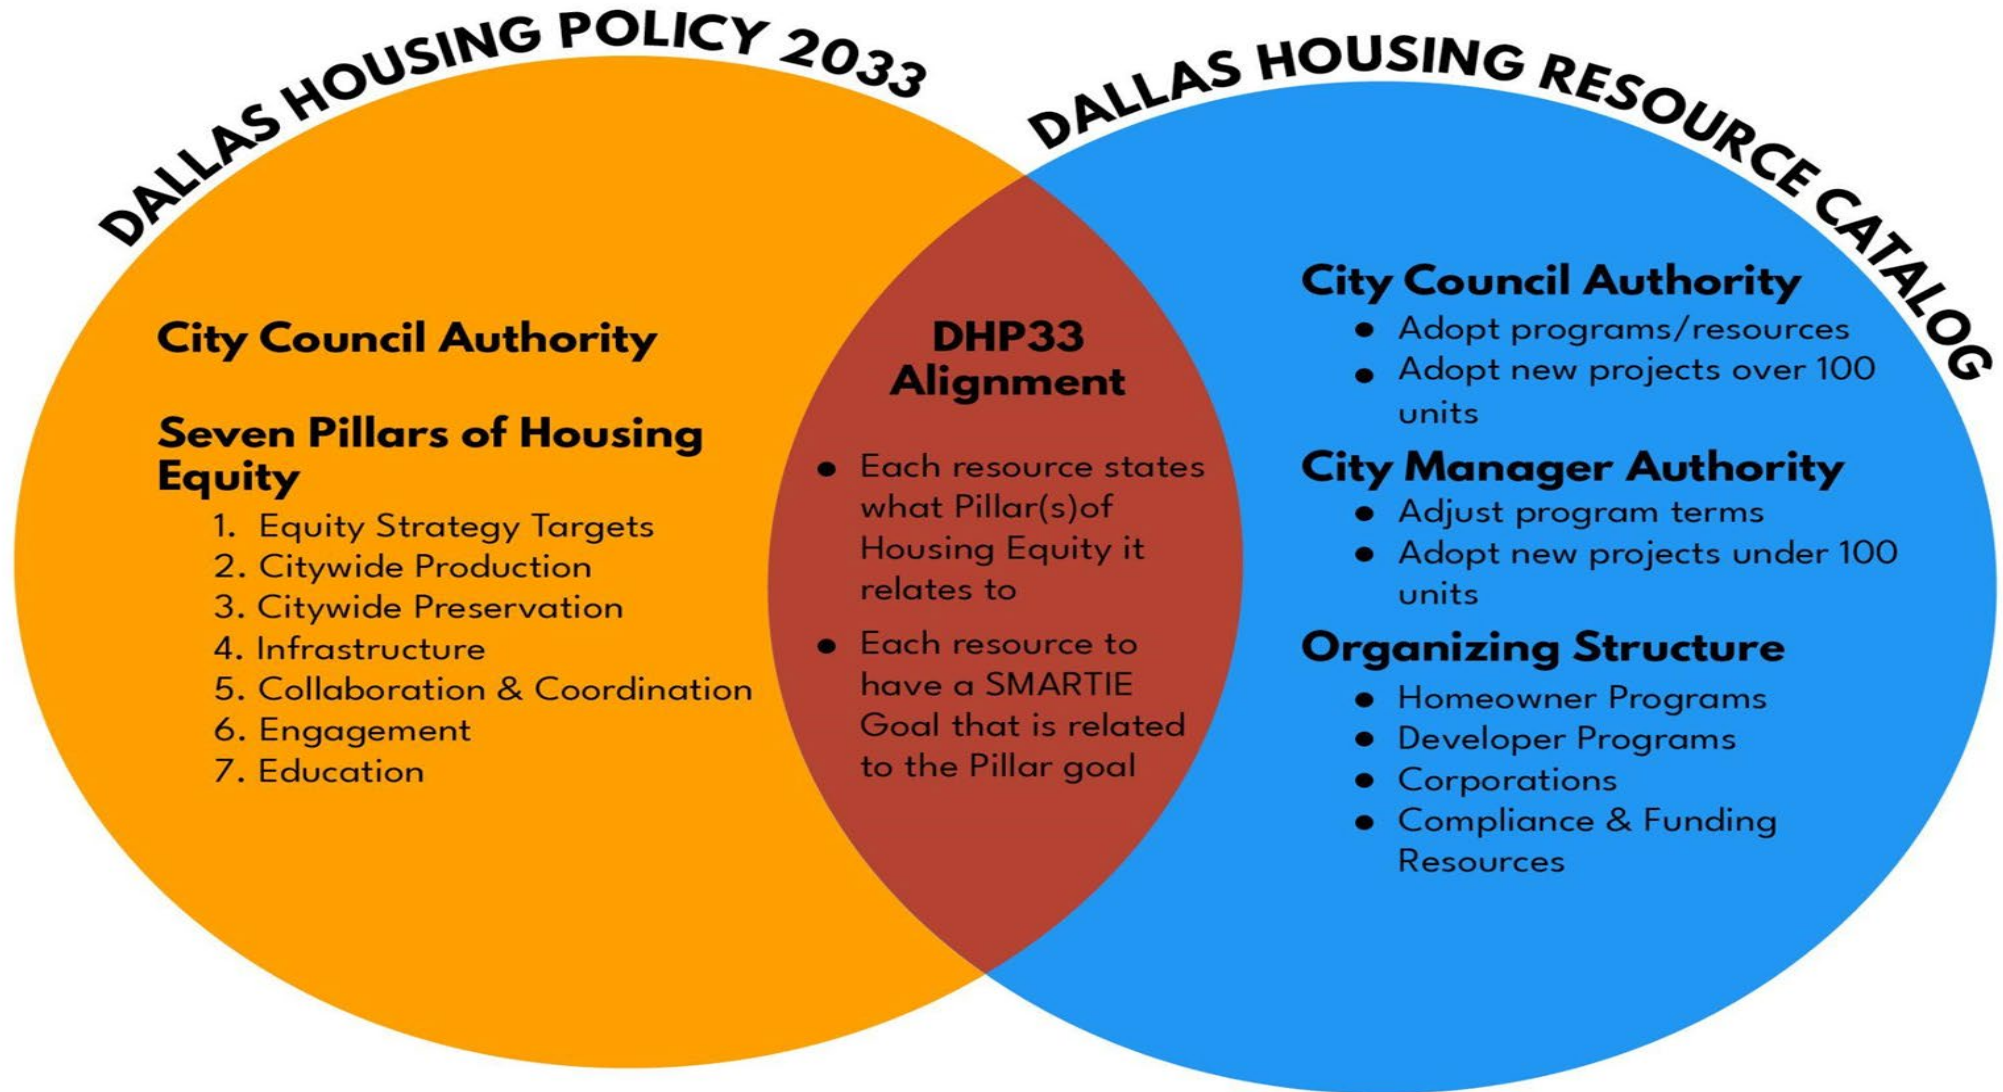 DALLAS HOUSING POLICY 2033
DALLAS HOUSING RESOURCE CATALOG
City Council Authority
Seven Pillars of Housing
Equity
1. Equity Strategy Targets
2. Citywide Production
3. Citywide Preservation
4. Infrastructure
5. Collaboration & Coordination
6. Engagement
7. Education
DHP33
Alignment
• Each resource states
what Pillar(s)of
Housing Equity it
relates to
• Each resource to
have a SMARTIE
Goal that is related
to the Pillar goal
City Council Authority
• Adopt programs/resources
• Adopt new projects over 100
units
City Manager Authority
• Adjust program terms
• Adopt new projects under 100
units
Organizing Structure
• Homeowner Programs
• Developer Programs
• Corporations
• Compliance & Funding
Resources